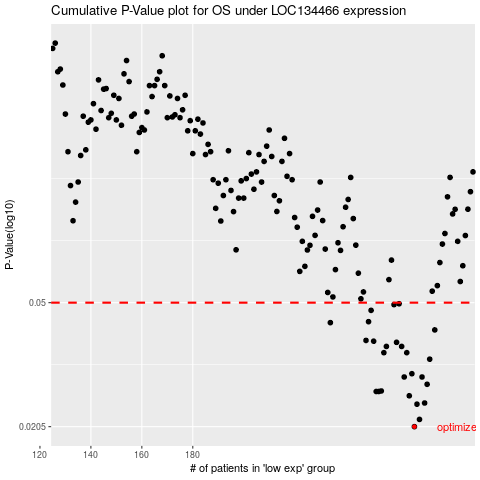 Cumulative P-Value plot for OS under LOC134466 expression
P-Value(log10)
0.05
0.0205
optimize
120 140 160 180
# of patients in 'low exp' group